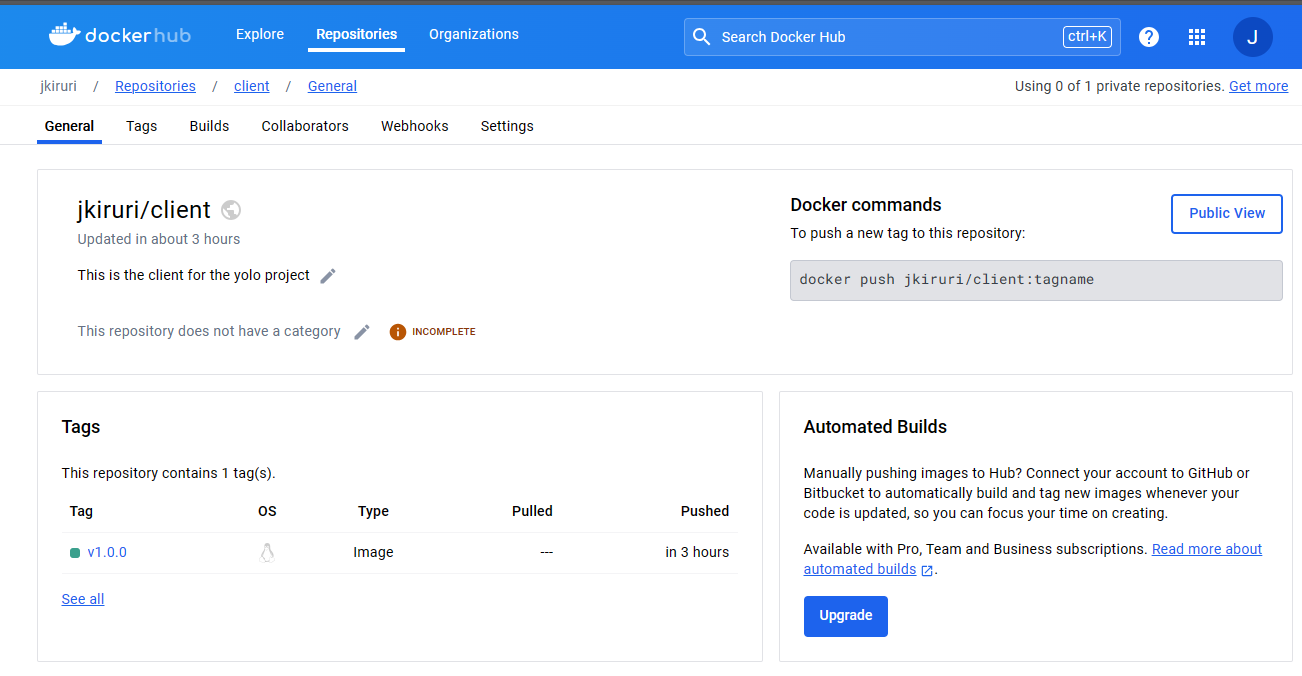 dockerhub Explore Repositories Organizations Search Docker Hub ctrl+K ? J
jkiruri / Repositories / client / General Using 0 of 1 private repositories. Get more
General Tags Builds Collaborators Webhooks Settings
jkiruri/client
Updated in about 3 hours
This is the client for the yolo project
This repository does not have a category i INCOMPLETE
Docker commands
Public View
To push a new tag to this repository:
docker push jkiruri/client:tagname
Tags
This repository contains 1 tag(s).
Tag OS Type Pulled Pushed
v1.0.0 Image --- in 3 hours
See all
Automated Builds
Manually pushing images to Hub? Connect your account to GitHub or
Bitbucket to automatically build and tag new images whenever your
code is updated, so you can focus your time on creating.
Available with Pro, Team and Business subscriptions. Read more about
automated builds .
Upgrade